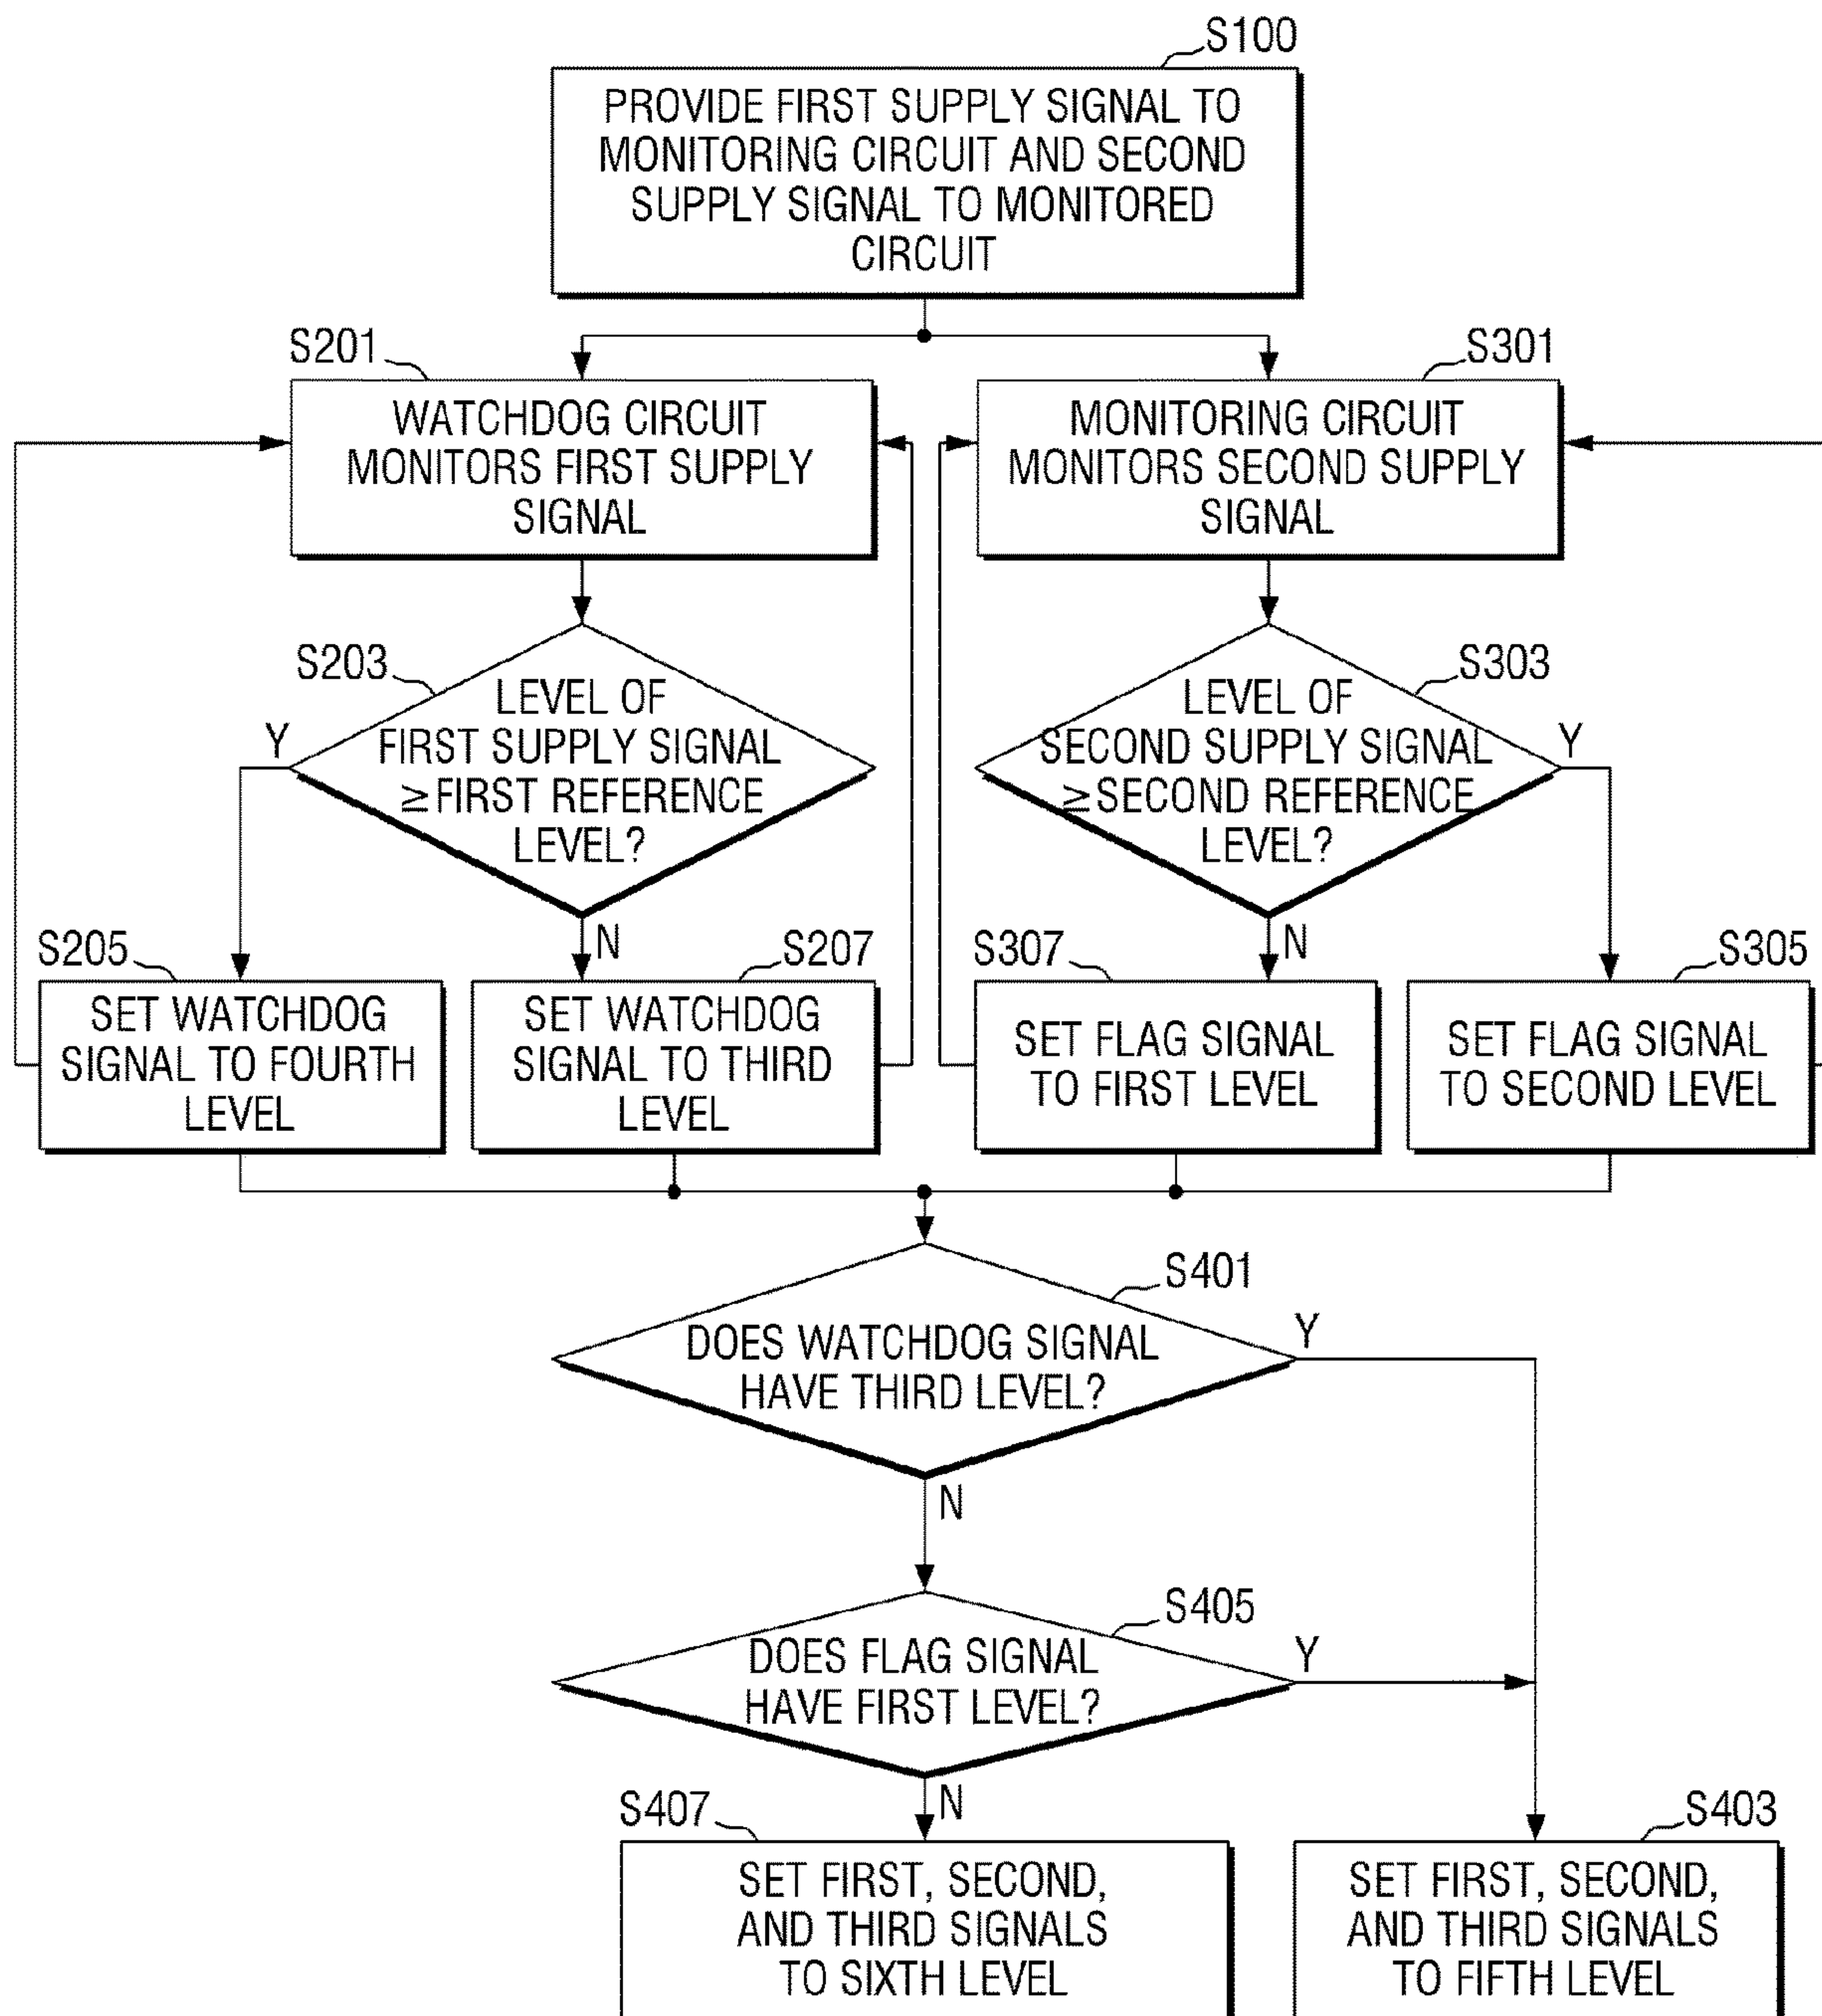 S100
PROVIDE FIRST SUPPLY SIGNAL TO
MONITORING CIRCUIT AND SECOND
SUPPLY SIGNAL TO MONITORED
CIRCUIT
S201
WATCHDOG CIRCUIT
MONITORS FIRST SUPPLY
SIGNAL
S301
MONITORING CIRCUIT
MONITORS SECOND SUPPLY
SIGNAL
S203
LEVEL OF
FIRST SUPPLY SIGNAL
≥ FIRST REFERENCE
LEVEL?
Y
N
S303
LEVEL OF
SECOND SUPPLY SIGNAL
≥ SECOND REFERENCE
LEVEL?
Y
N
S205
SET WATCHDOG
SIGNAL TO FOURTH
LEVEL
S207
SET WATCHDOG
SIGNAL TO THIRD
LEVEL
S307
SET FLAG SIGNAL
TO FIRST LEVEL
S305
SET FLAG SIGNAL
TO SECOND LEVEL
S401
DOES WATCHDOG SIGNAL
HAVE THIRD LEVEL?
Y
N
S405
DOES FLAG SIGNAL
HAVE FIRST LEVEL?
Y
N
S407
SET FIRST, SECOND,
AND THIRD SIGNALS
TO SIXTH LEVEL
S403
SET FIRST, SECOND,
AND THIRD SIGNALS
TO FIFTH LEVEL